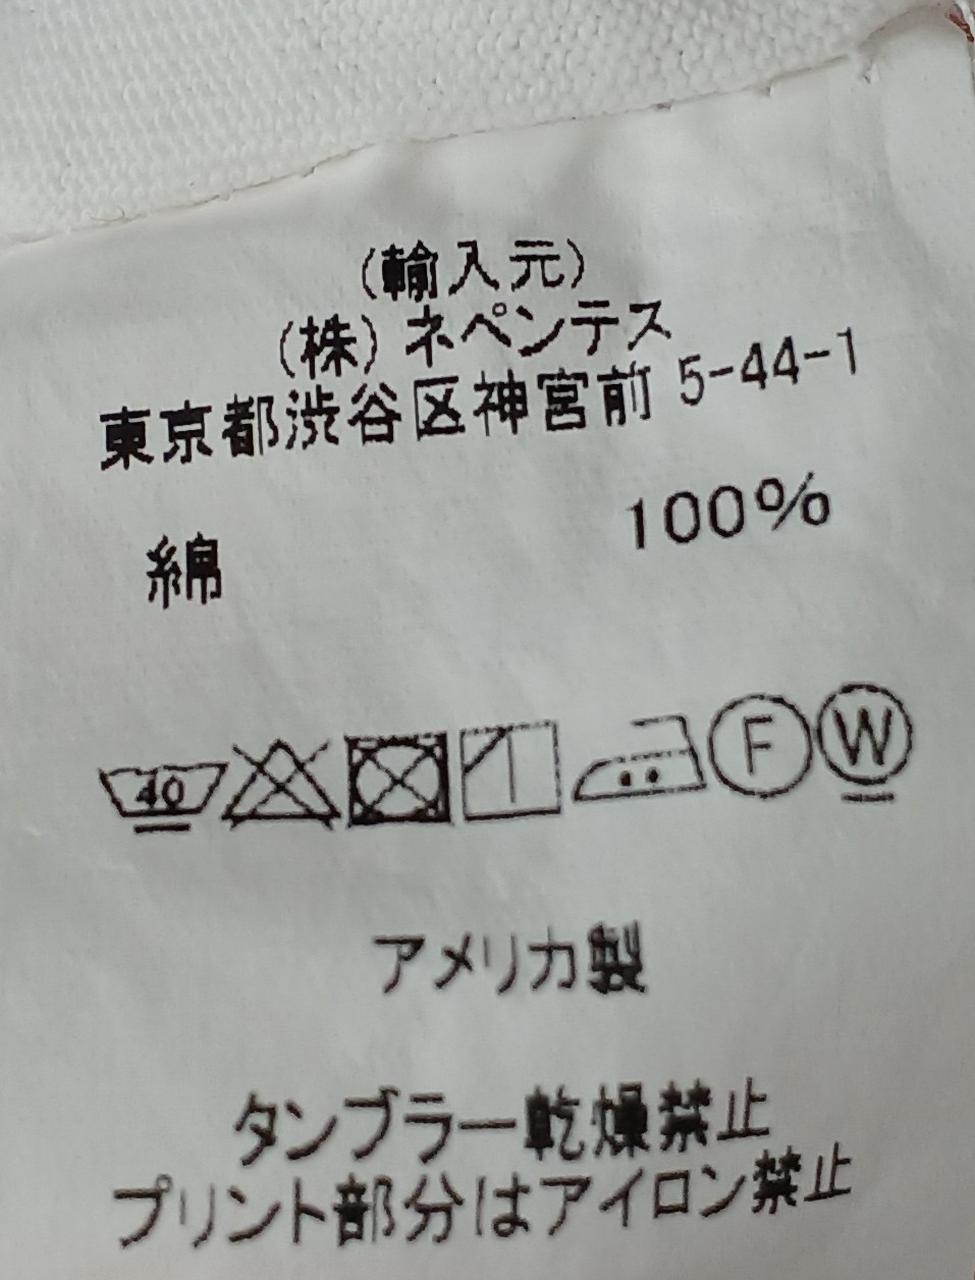 (輸入元)
(株)ネペンテス
東京都渋谷区神宮前 5-44-1
綿 100%
40 F W
アメリカ製
タンブラー乾燥禁止
プリント部分はアイロン禁止